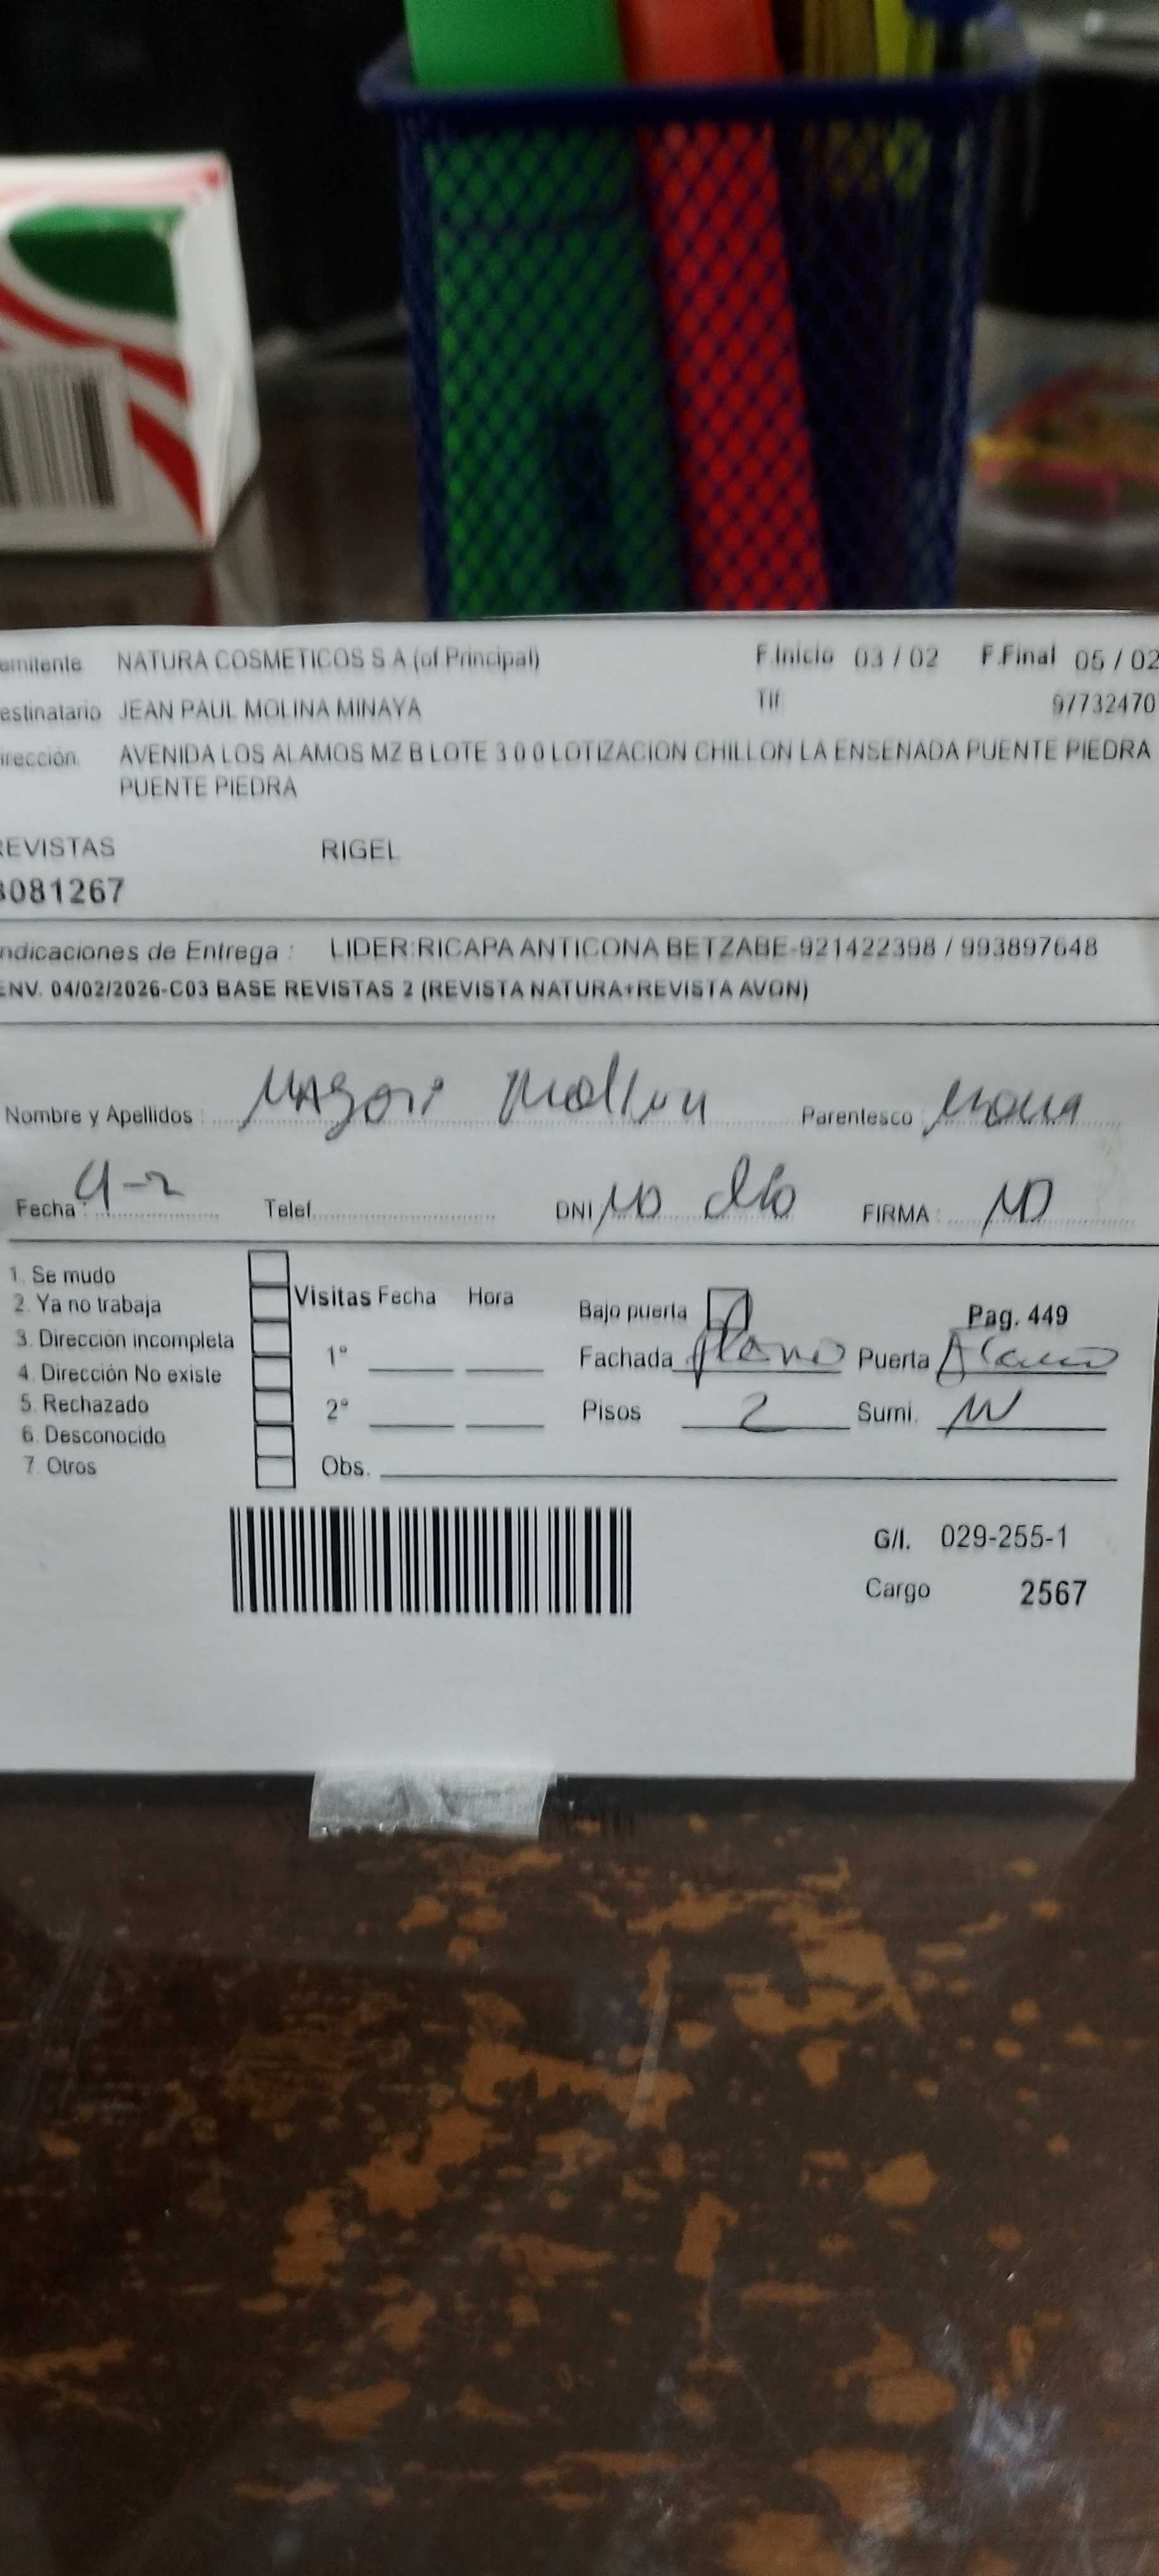 emitente NATURA COSMETICOS S A (of.Principal) F.Inicio 03 / 02 F.Final 05 / 02
estinatario JEAN PAUL MOLINA MINAYA Tlf 97732470
irección. AVENIDA LOS ALAMOS MZ B LOTE 3 0 0 LOTIZACION CHILLON LA ENSENADA PUENTE PIEDRA
PUENTE PIEDRA
REVISTAS RIGEL
3081267
ndicaciones de Entrega : LIDER:RICAPA ANTICONA BETZABE-921422398 / 993897648
ENV. 04/02/2026-C03 BASE REVISTAS 2 (REVISTA NATURA+REVISTA AVON)
Nombre y Apellidos : Parentesco
Fecha : 4-2 Telef. DNI NO dio FIRMA : NO
1. Se mudo
2. Ya no trabaja Visitas Fecha Hora Bajo puerta Pag. 449
3. Dirección incompleta 1ª Fachada Puerta
4. Dirección No existe
5. Rechazado 2ª Pisos 2 Sumi.
6. Desconocido
7. Otros Obs.
G/I. 029-255-1
Cargo 2567